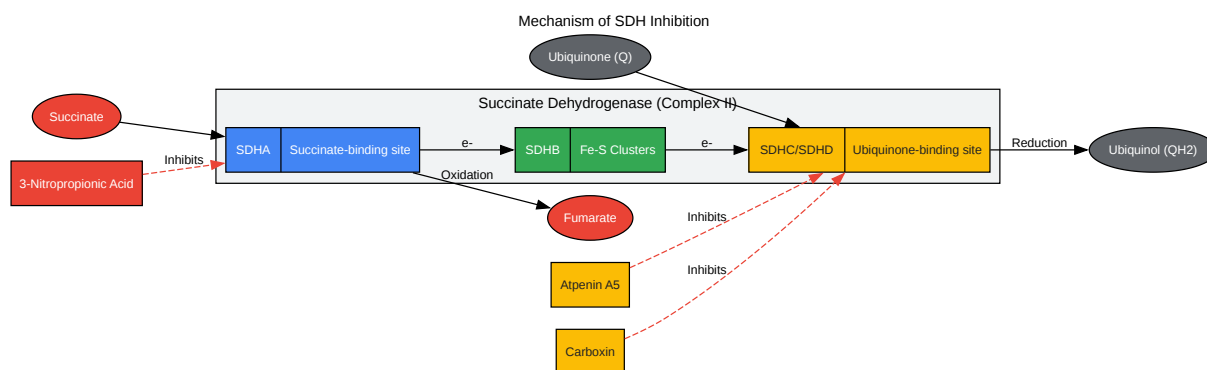 Mechanism of SDH Inhibition
Ubiquinone (Q)
Succinate Dehydrogenase (Complex II)
Succinate
SDHA
Succinate-binding site
e-
SDHB
Fe-S Clusters
e-
SDHC/SDHD
Ubiquinone-binding site
Reduction
Ubiquinol (QH2)
Inhibits
3-Nitropropionic Acid
Oxidation
Fumarate
Inhibits
Atpenin A5
Inhibits
Carboxin